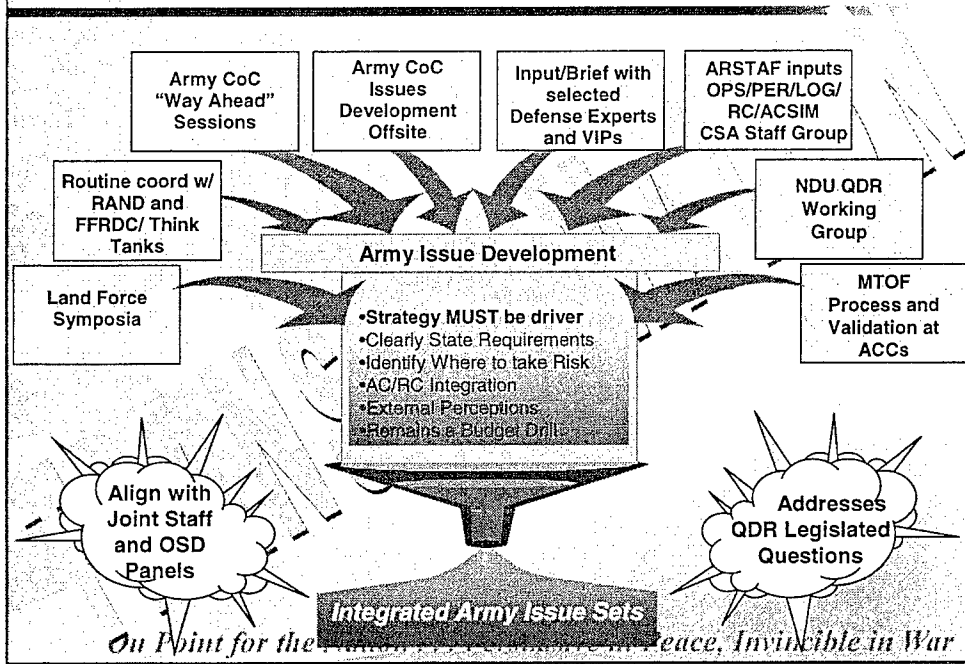 Army CoC
“Way Ahead”
Sessions
Army CoC
Issues
Development
Offsite
Input/Brief with
selected
Defense Experts
and VIPs
ARSTAF inputs
OPS/PER/LOG/
RC/ACSIM
CSA Staff Group
Routine coord w/
RAND and
FFRDC/ Think
Tanks
NDU QDR
Working
Group
Army Issue Development
Land Force
Symposia
MTOF
Process and
Validation at
ACCs
•Strategy MUST be driver
•Clearly State Requirements
•Identify Where to take Risk
•AC/RC Integration
•External Perceptions
•Remains a Budget Drill
Align with
Joint Staff
and OSD
Panels
Addresses
QDR Legislated
Questions
Integrated Army Issue Sets
On Point for the Peace, Invincible in War